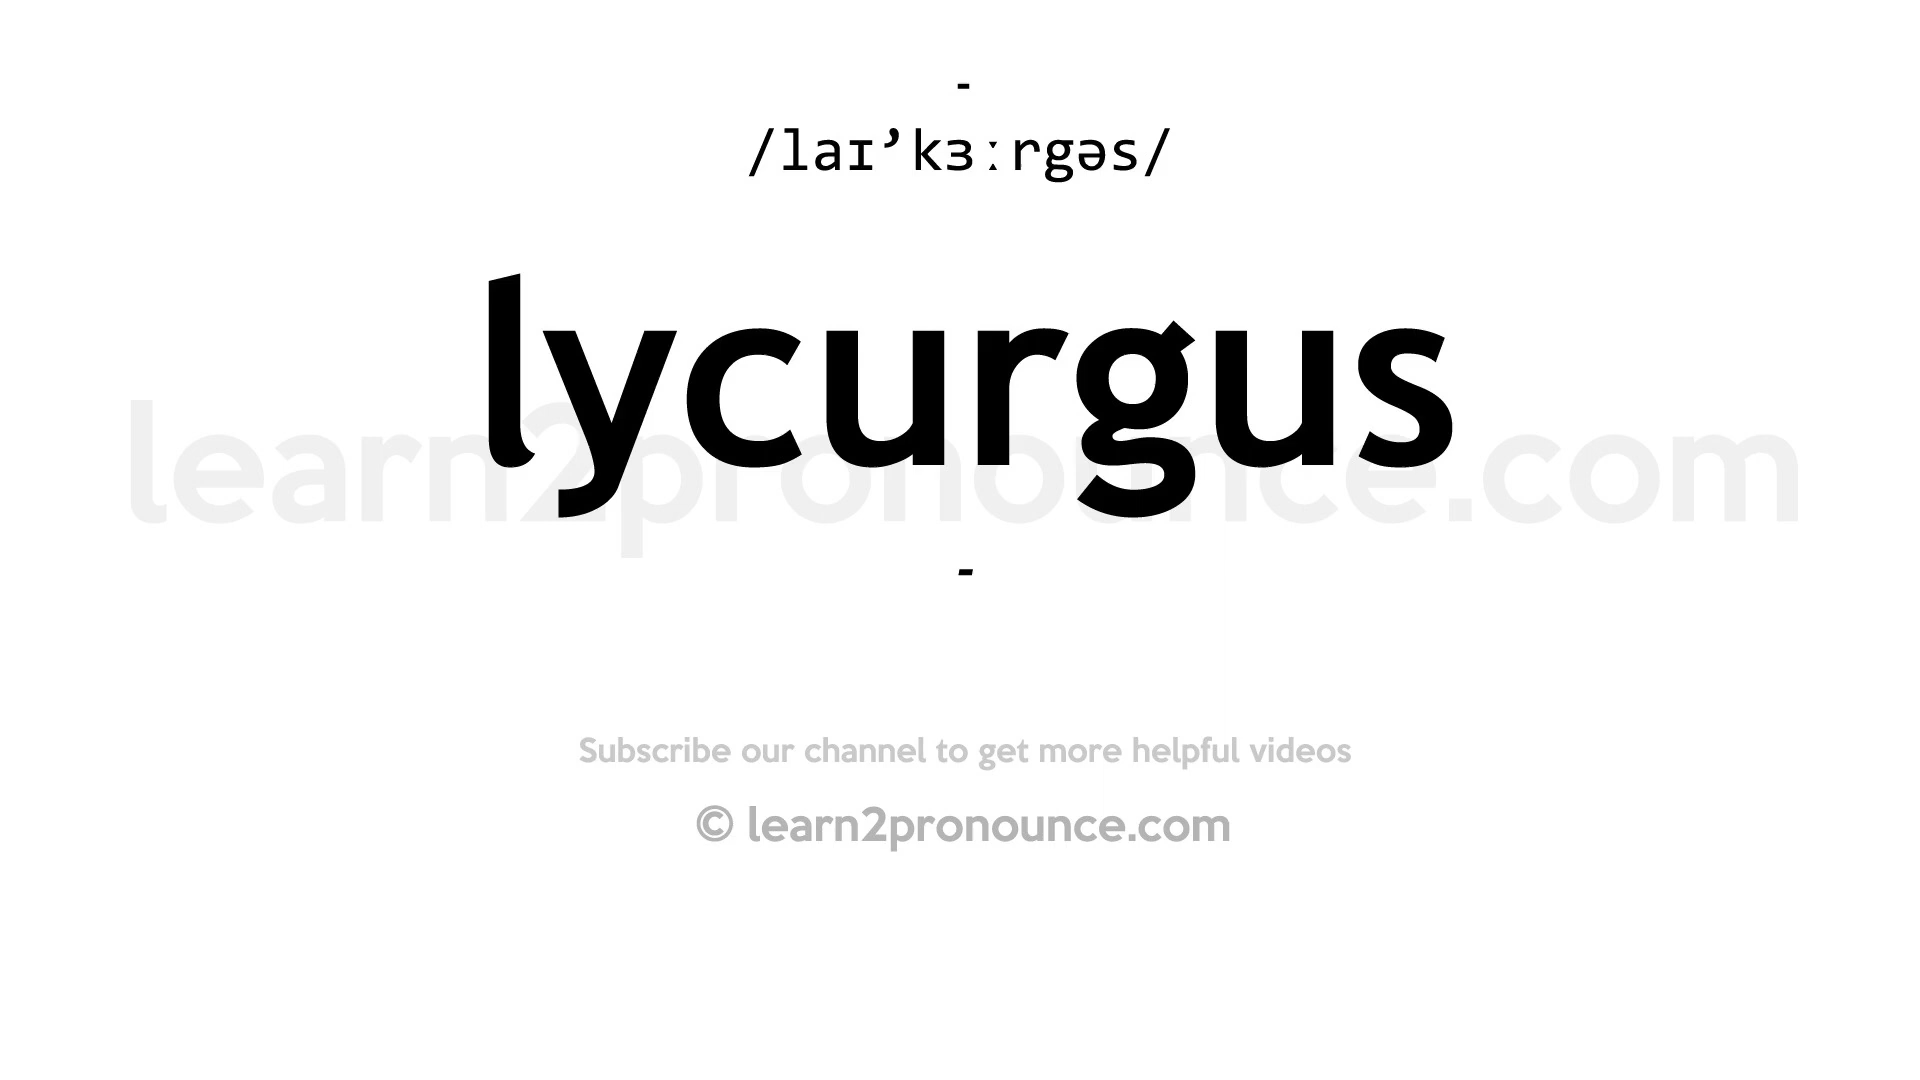 -
/laɪ’kɜːrgəs/
lycurgus
learn2pronounce.com
-
Subscribe our channel to get more helpful videos
© learn2pronounce.com